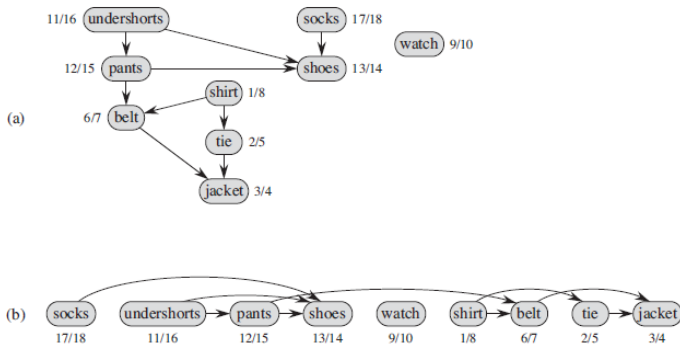 11/16 undershorts socks 17/18
watch 9/10
12/15 pants shoes 13/14
shirt 1/8
(a) 6/7 belt
tie 2/5
jacket 3/4
(b) socks undershorts pants shoes watch shirt belt tie jacket
17/18 11/16 12/15 13/14 9/10 1/8 6/7 2/5 3/4